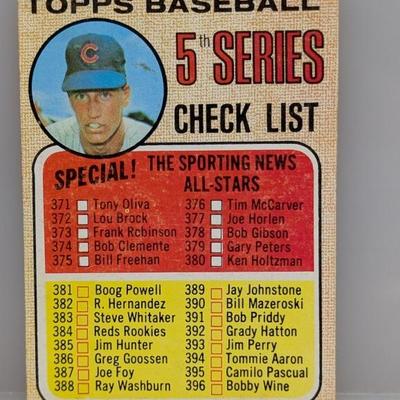 TOPPS BASEBALL
5th SERIES
CHECK LIST
SPECIAL! THE SPORTING NEWS
ALL-STARS
371 Tony Oliva
372 Lou Brock
373 Frank Robinson
374 Bob Clemente
375 Bill Freehan
376 Tim McCarver
377 Joe Horlen
378 Bob Gibson
379 Gary Peters
380 Ken Holtzman
381 Boog Powell
382 R. Hernandez
383 Steve Whitaker
384 Reds Rookies
385 Jim Hunter
386 Greg Goossen
387 Joe Foy
388 Ray Washburn
389 Jay Johnstone
390 Bill Mazeroski
391 Bob Priddy
392 Grady Hatton
393 Jim Perry
394 Tommie Aaron
395 Camilo Pascual
396 Bobby Wine